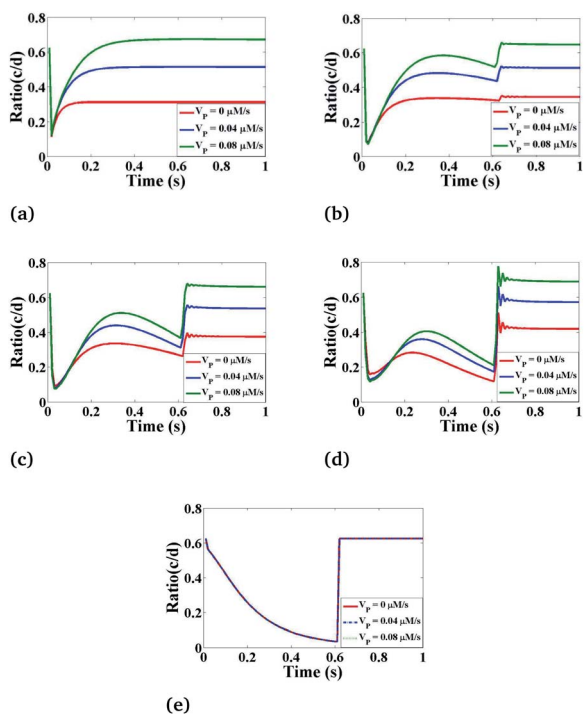 0.8
0.6
0.4
0.2
0
Ratio(c/d)
0 0.2 0.4 0.6 0.8 1
Time (s)
V_P = 0 μM/s
V_P = 0.04 μM/s
V_P = 0.08 μM/s
(a)
0.8
0.6
0.4
0.2
0
Ratio(c/d)
0 0.2 0.4 0.6 0.8 1
Time (s)
V_P = 0 μM/s
V_P = 0.04 μM/s
V_P = 0.08 μM/s
(b)
0.8
0.6
0.4
0.2
0
Ratio(c/d)
0 0.2 0.4 0.6 0.8 1
Time (s)
V_P = 0 μM/s
V_P = 0.04 μM/s
V_P = 0.08 μM/s
(c)
0.8
0.6
0.4
0.2
0
Ratio(c/d)
0 0.2 0.4 0.6 0.8 1
Time (s)
V_P = 0 μM/s
V_P = 0.04 μM/s
V_P = 0.08 μM/s
(d)
0.8
0.6
0.4
0.2
0
Ratio(c/d)
0 0.2 0.4 0.6 0.8 1
Time (s)
V_P = 0 μM/s
V_P = 0.04 μM/s
V_P = 0.08 μM/s
(e)